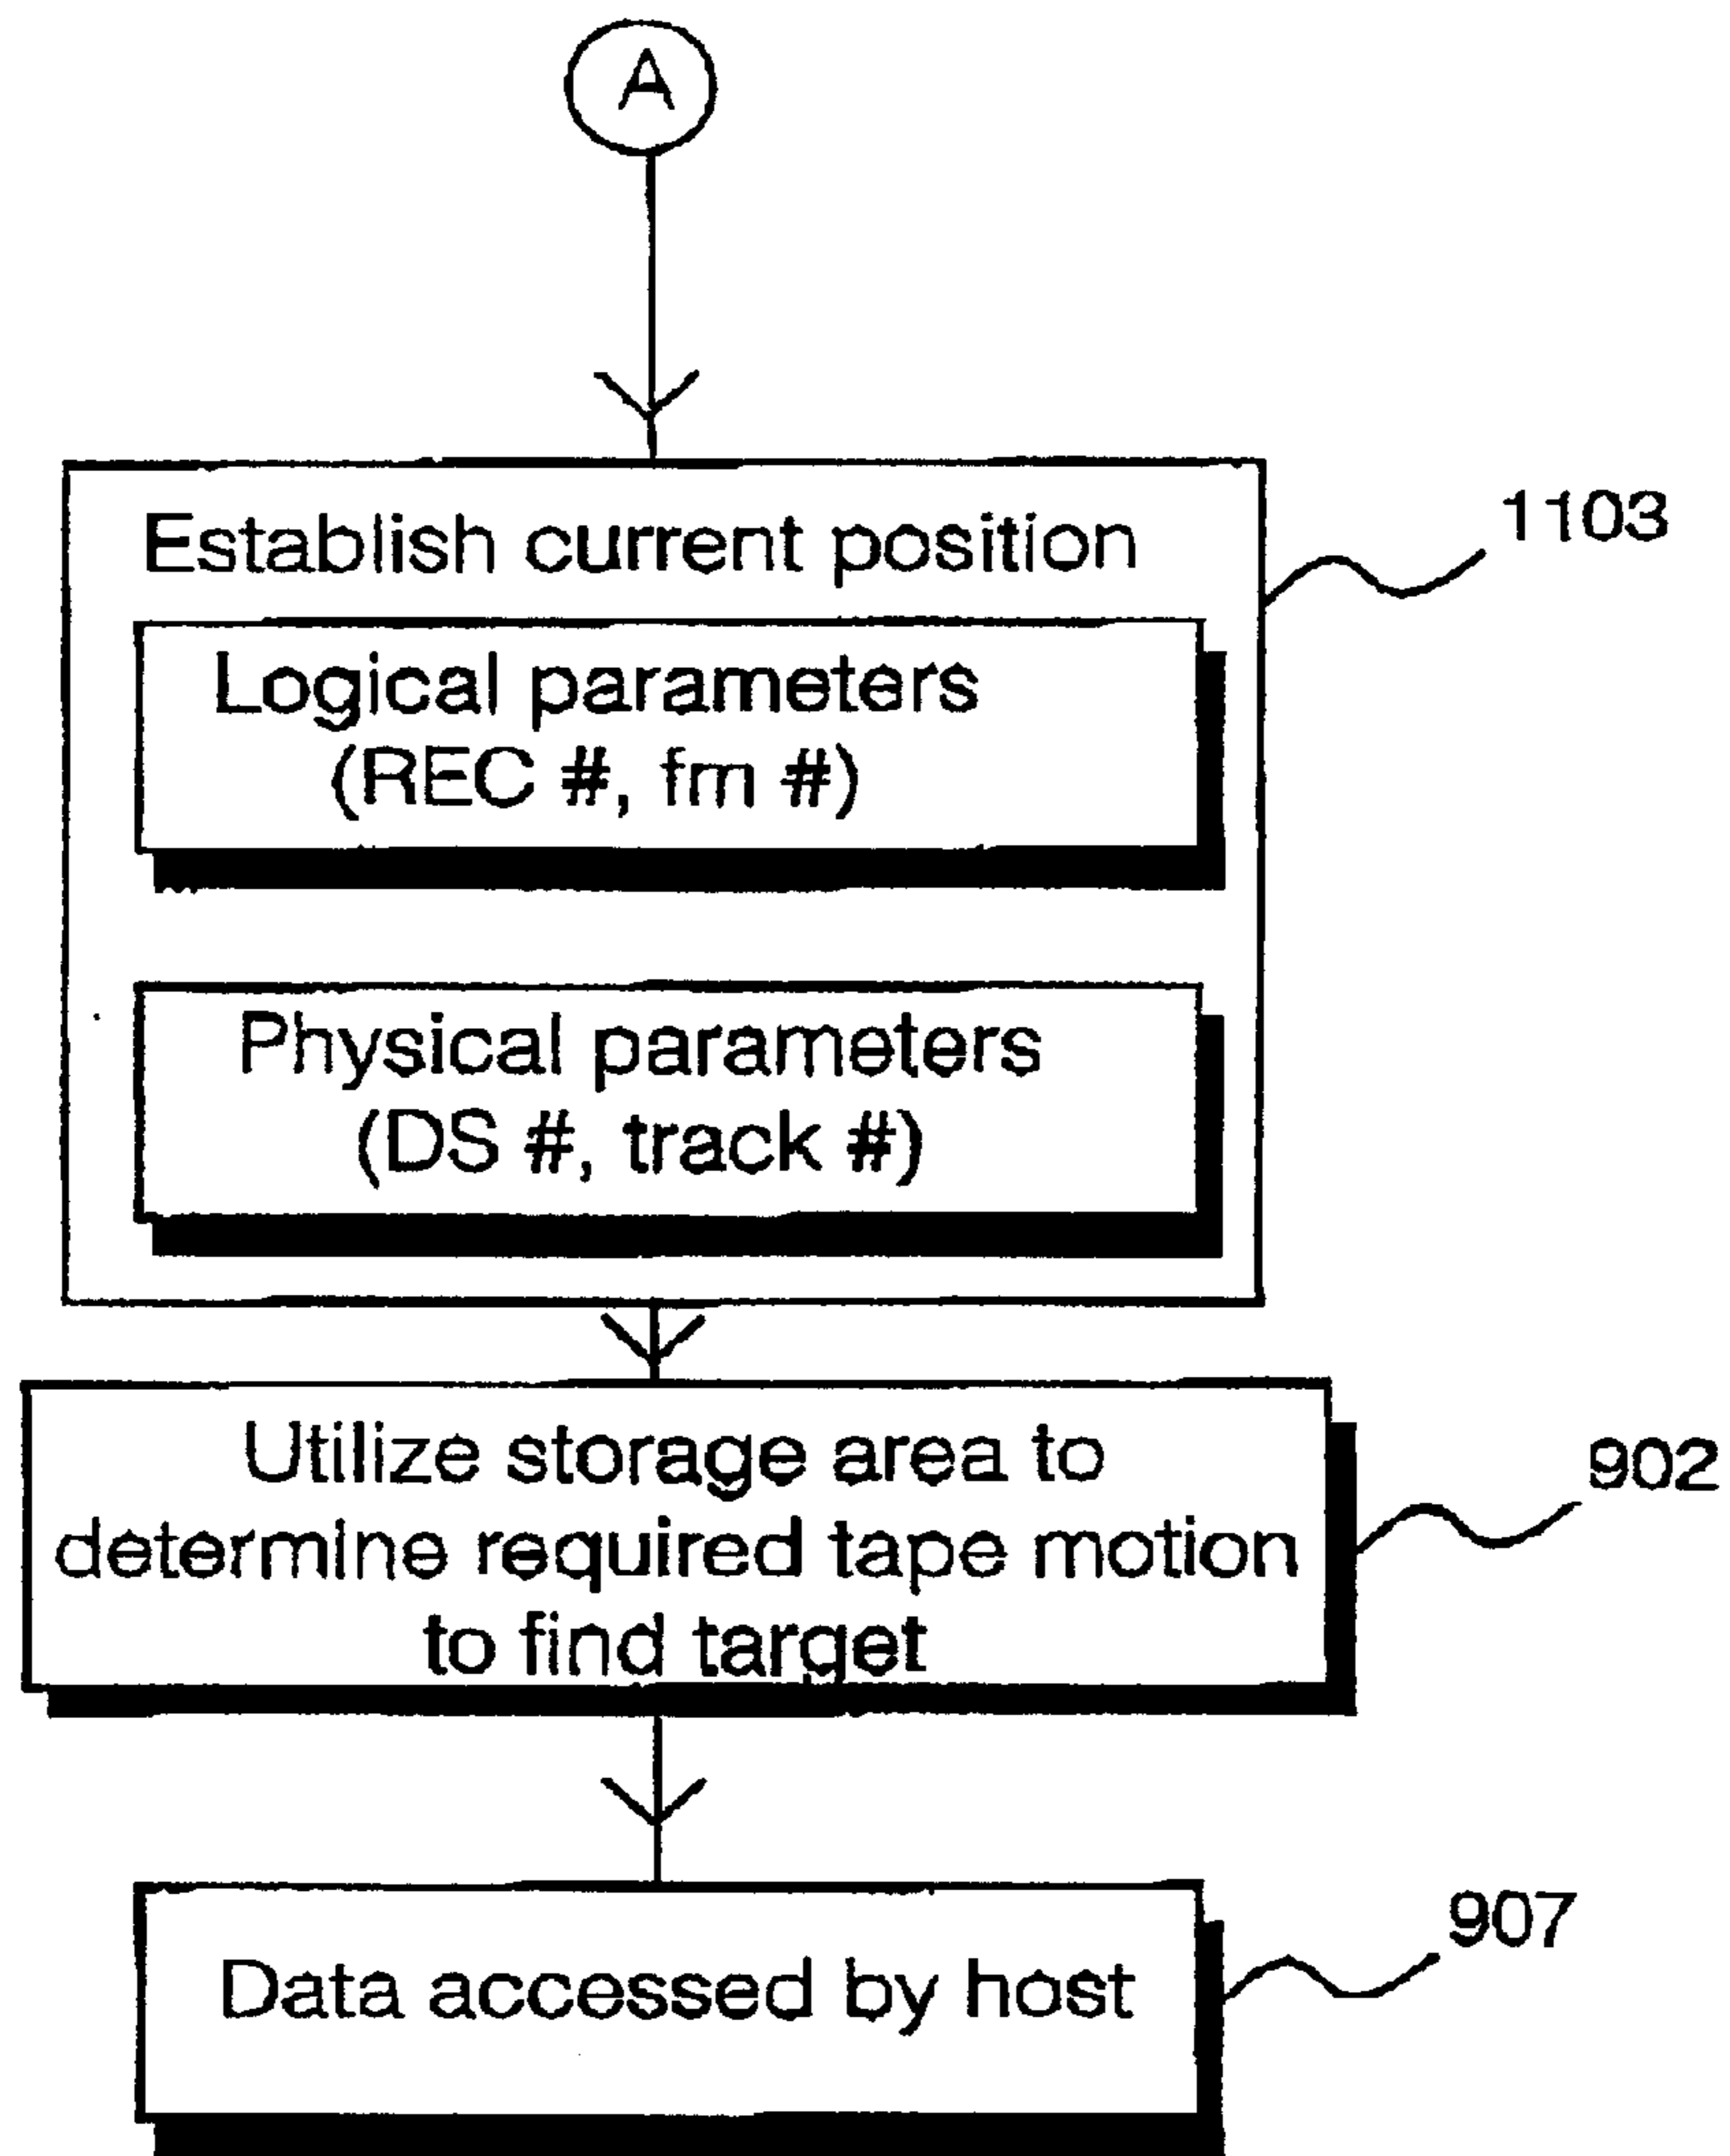 A
Establish current position
1103
Logical parameters
(REC #, fm #)
Physical parameters
(DS #, track #)
Utilize storage area to
determine required tape motion
to find target
902
Data accessed by host
907